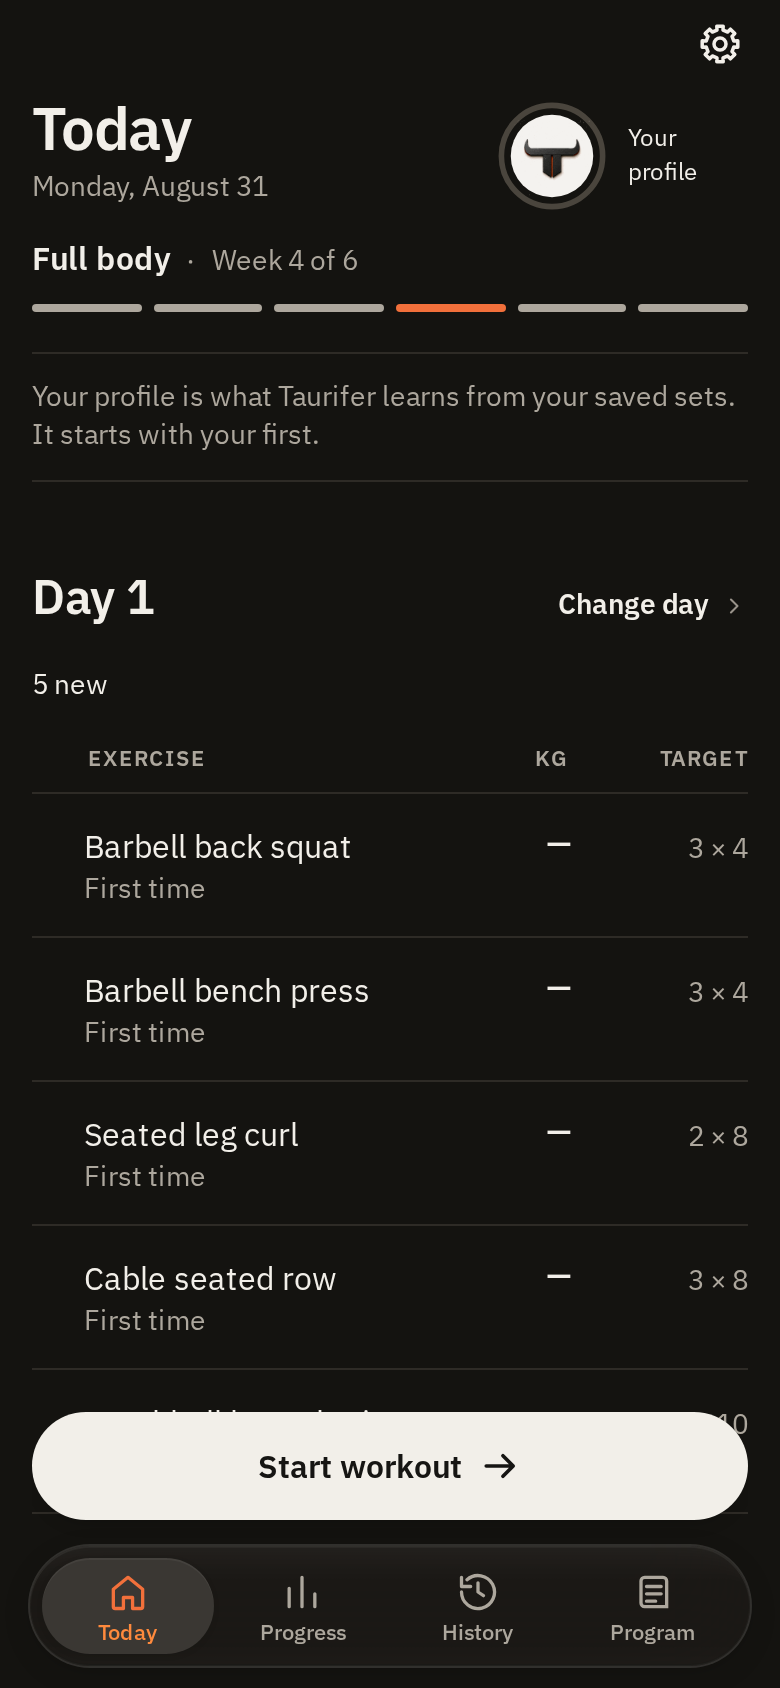 Today
Monday, August 31
Your
profile
Full body · Week 4 of 6
Your profile is what Taurifer learns from your saved sets.
It starts with your first.
Day 1
Change day
5 new
EXERCISE KG TARGET
Barbell back squat – 3 × 4
First time
Barbell bench press – 3 × 4
First time
Seated leg curl – 2 × 8
First time
Cable seated row – 3 × 8
First time
Start workout →
Today Progress History Program